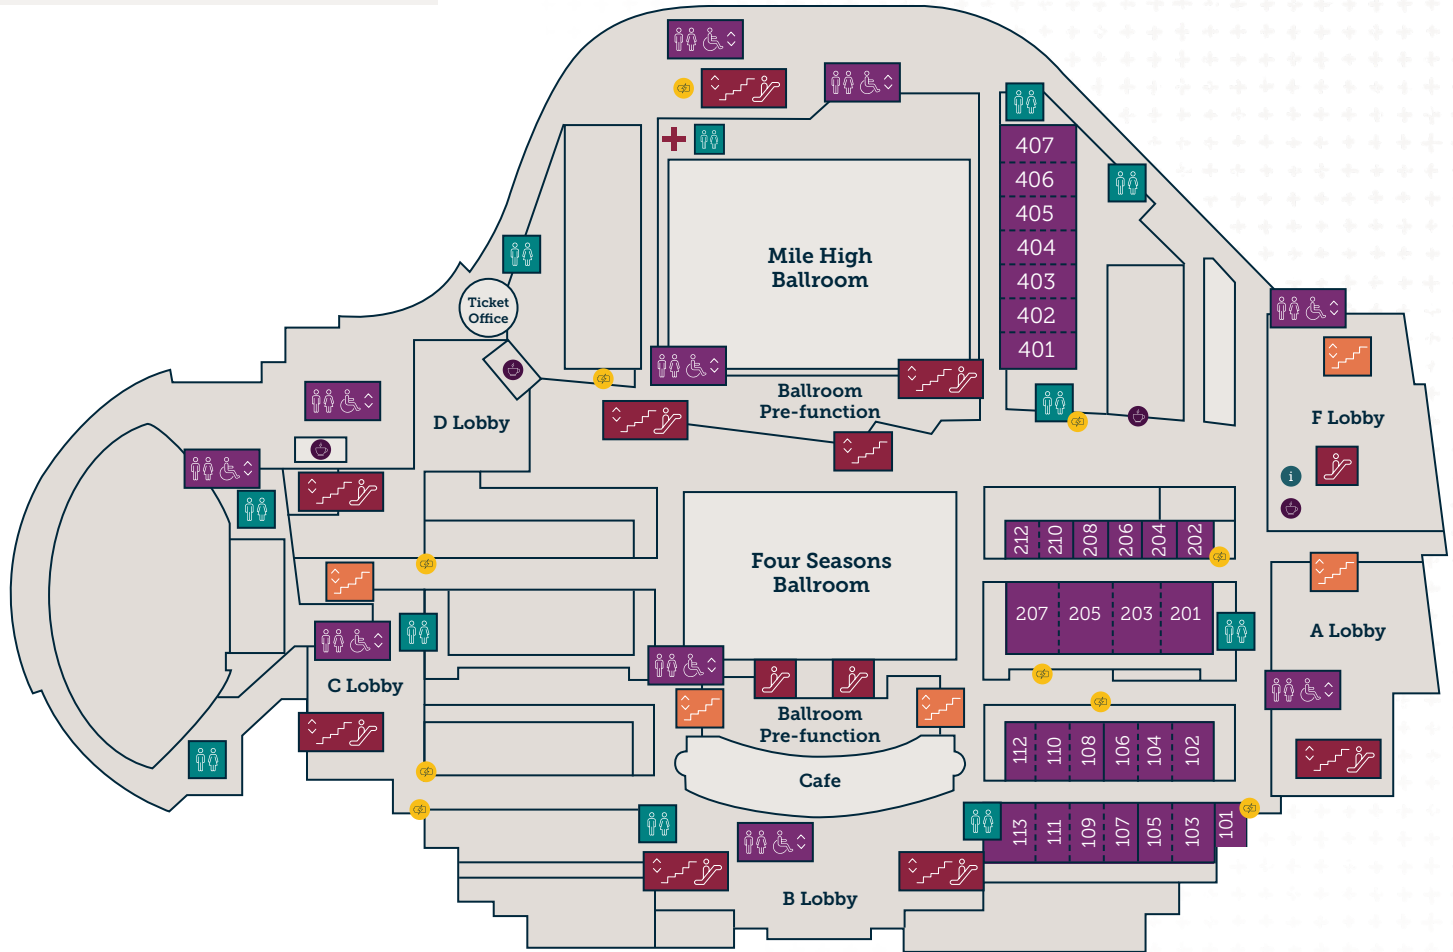 407
406
405
404
403
402
401
Mile High
Ballroom
Ticket
Office
Ballroom
Pre-function
D Lobby
F Lobby
i
212
210
208
206
204
202
Four Seasons
Ballroom
207
205
203
201
A Lobby
C Lobby
Ballroom
Pre-function
112
110
108
106
104
102
Cafe
113
111
109
107
105
103
101
B Lobby